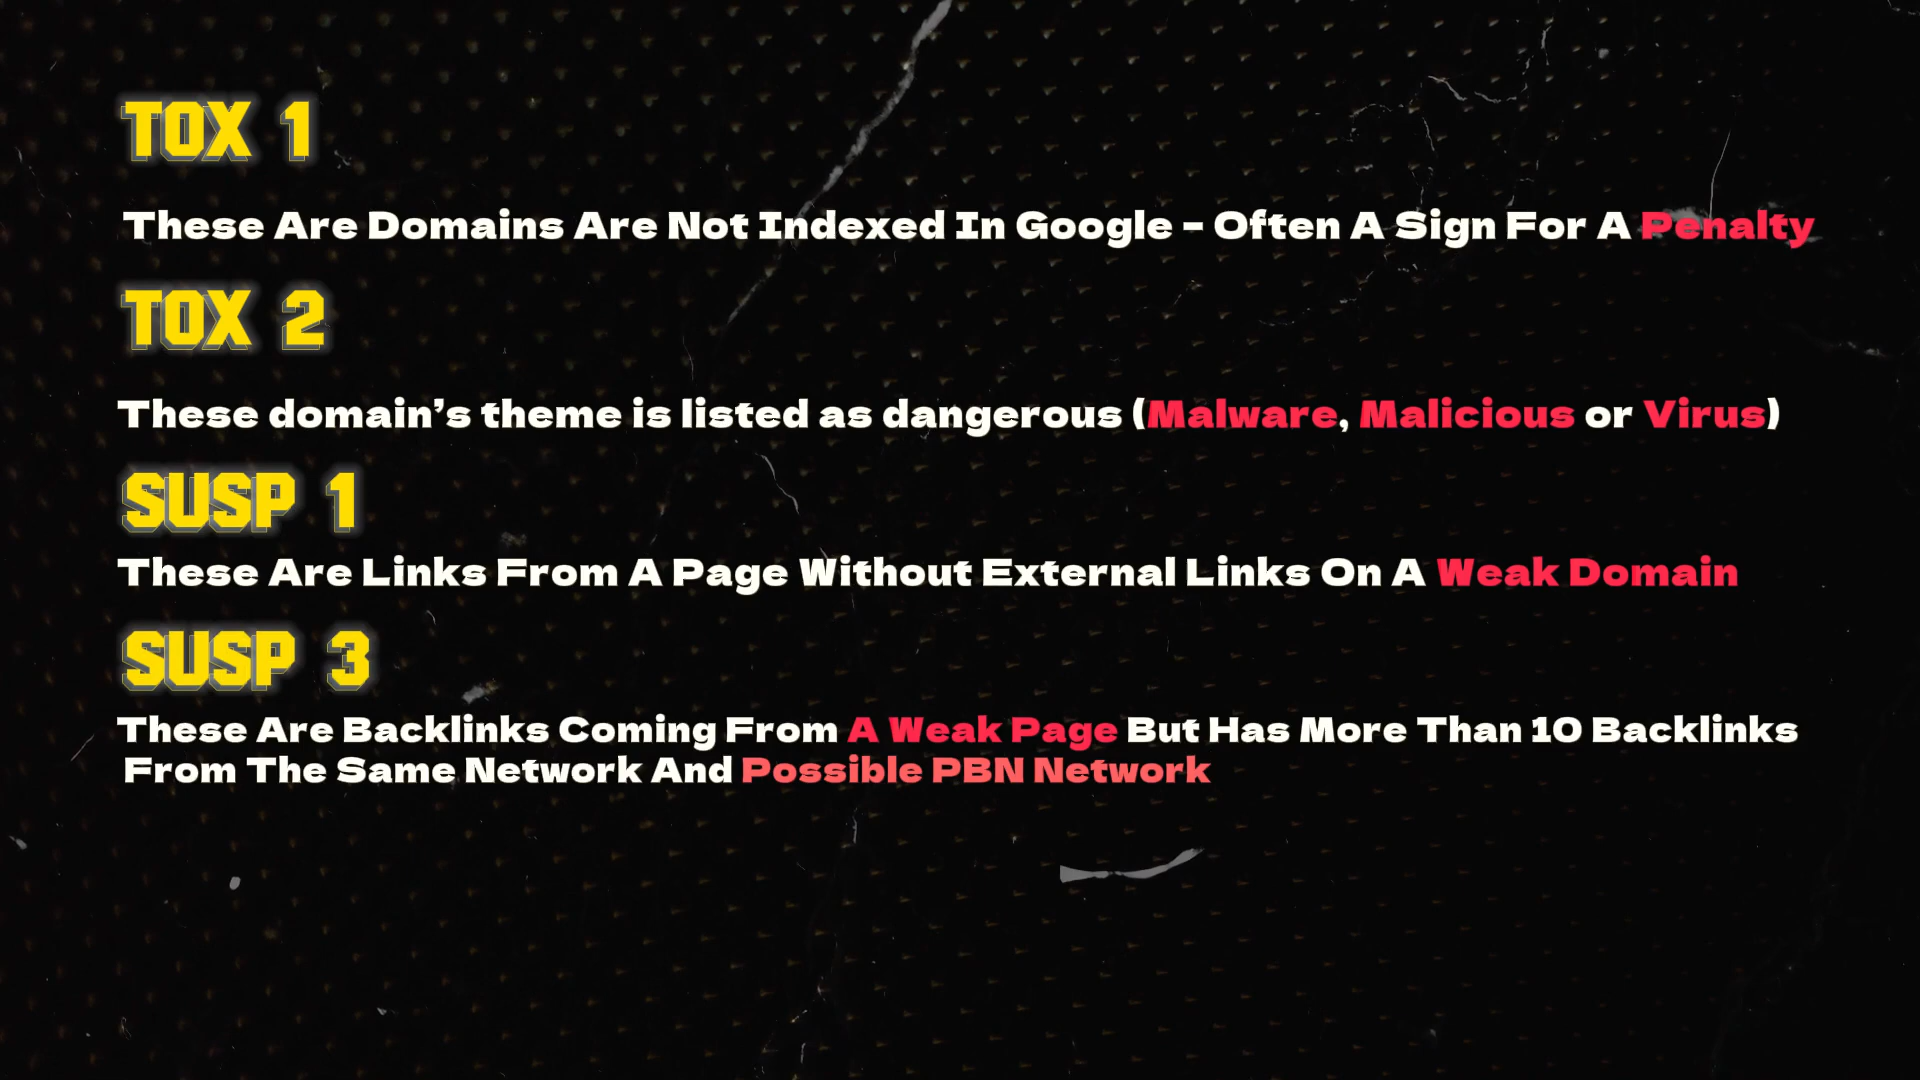 TOX 1
These Are Domains Are Not Indexed In Google - Often A Sign For A Penalty
TOX 2
These domain’s theme is listed as dangerous (Malware, Malicious or Virus)
SUSP 1
These Are Links From A Page Without External Links On A Weak Domain
SUSP 3
These Are Backlinks Coming From A Weak Page But Has More Than 10 Backlinks
From The Same Network And Possible PBN Network